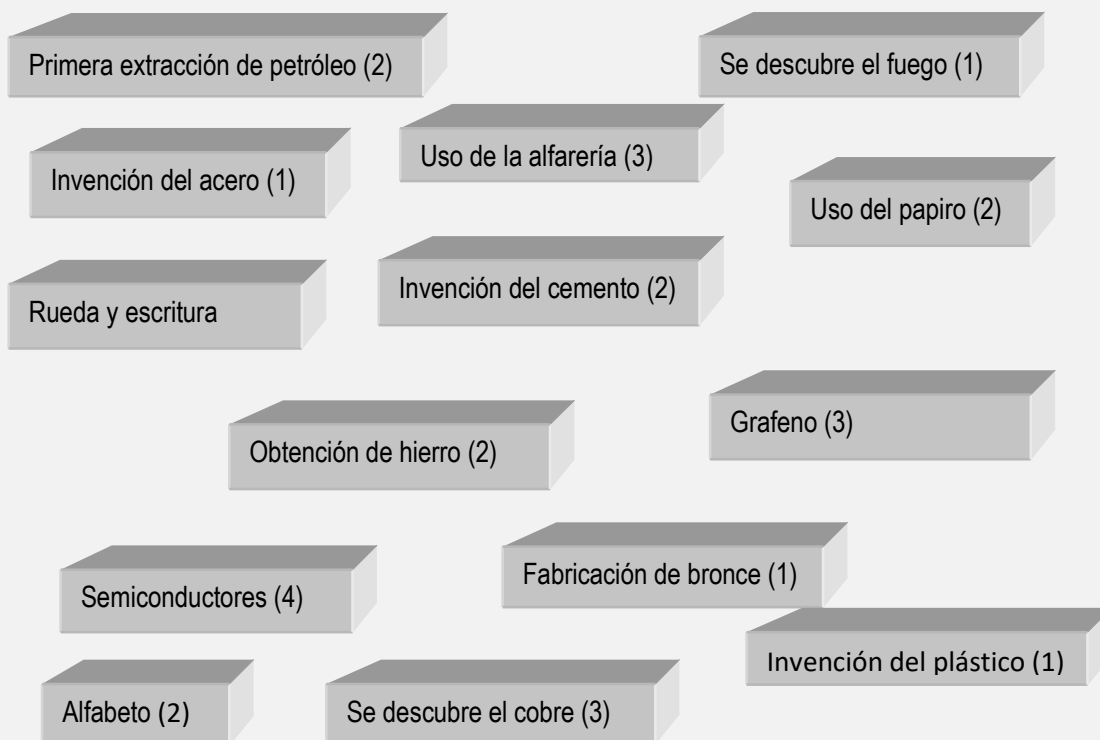 Primera extracción de petróleo (2)
Se descubre el fuego (1)
Invención del acero (1)
Uso de la alfarería (3)
Uso del papiro (2)
Rueda y escritura
Invención del cemento (2)
Obtención de hierro (2)
Grafeno (3)
Semiconductores (4)
Fabricación de bronce (1)
Invención del plástico (1)
Alfabeto (2)
Se descubre el cobre (3)